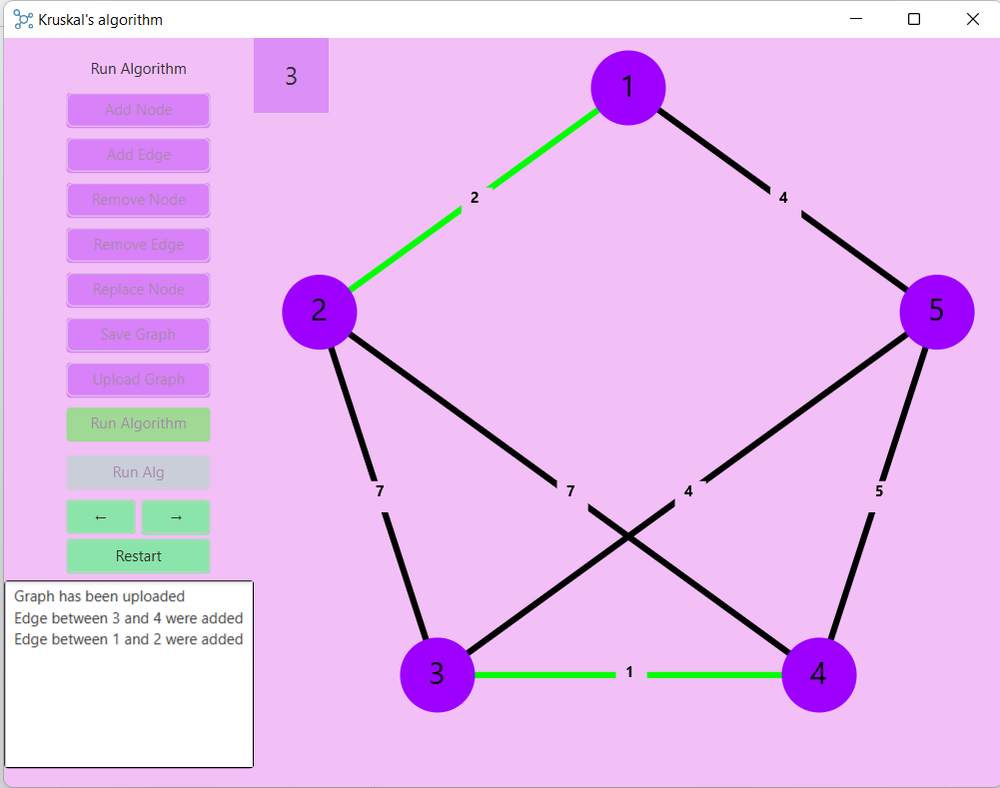 Kruskal's algorithm
Run Algorithm
Add Node
Add Edge
Remove Node
Remove Edge
Replace Node
Save Graph
Upload Graph
Run Algorithm
Run Alg
← →
Restart
Graph has been uploaded
Edge between 3 and 4 were added
Edge between 1 and 2 were added
3
1
2 4
2 5
7 7 4 5
3 1 4